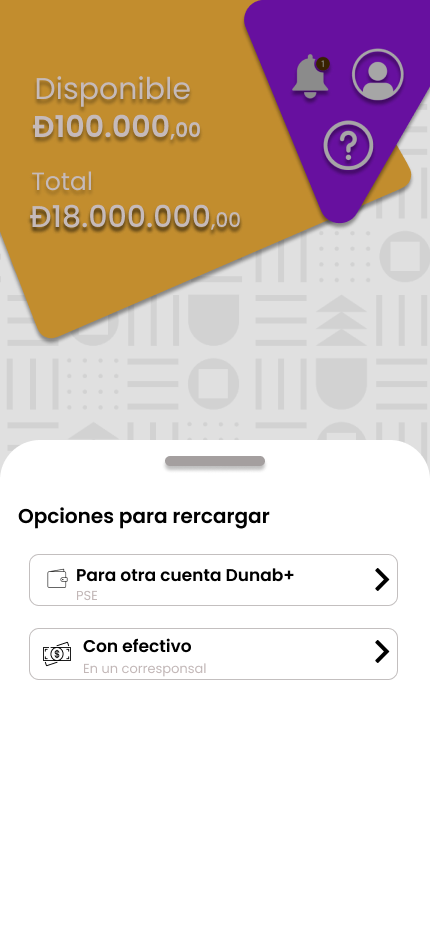 Disponible
1
Đ100.000,00
Total
Đ18.000.000,00
Opciones para rercargar
Para otra cuenta Dunab+
PSE
Con efectivo
En un corresponsal